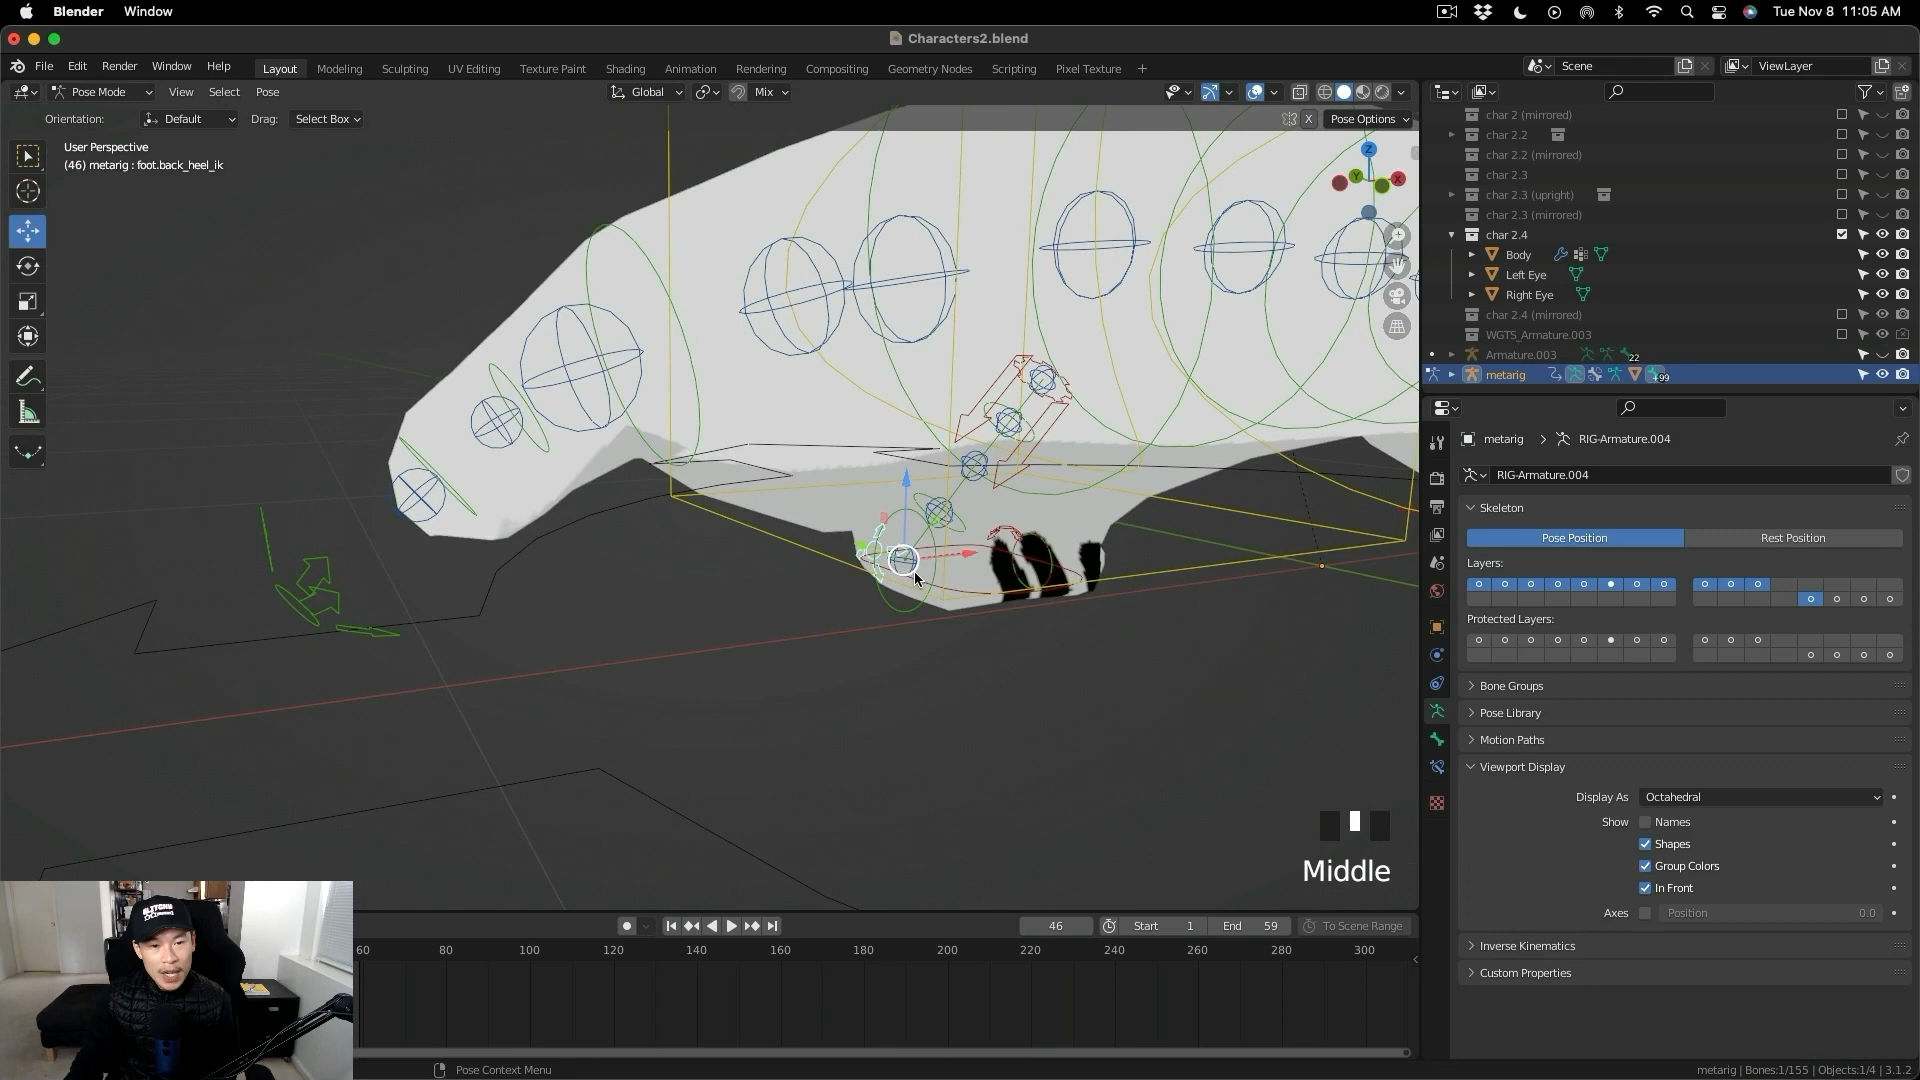 Blender Window Tue Nov 8 11:05 AM
Characters2.blend
File Edit Render Window Help Layout Modeling Sculpting UV Editing Texture Paint Shading Animation Rendering Compositing Geometry Nodes Scripting Pixel Texture + Scene ViewLayer
Pose Mode View Select Pose Global Mix
Orientation: Default Drag: Select Box X Pose Options
User Perspective
(46) metarig : foot.back_heel_ik
Z
Y
X
char 2 (mirrored)
char 2.2
char 2.2 (mirrored)
char 2.3
char 2.3 (upright)
char 2.3 (mirrored)
char 2.4
Body
Left Eye
Right Eye
char 2.4 (mirrored)
WGTS_Armature.003
Armature.003 22
metarig +99
metarig > RIG-Armature.004
RIG-Armature.004
Skeleton
Pose Position Rest Position
Layers:
Protected Layers:
Bone Groups
Pose Library
Motion Paths
Viewport Display
Display As Octahedral
Show Names
Shapes
Group Colors
In Front
Axes Position 0.0
Inverse Kinematics
Custom Properties
Middle
46 Start 1 End 59 To Scene Range
60 80 100 120 140 160 180 200 220 240 260 280 300
Pose Context Menu
metarig | Bones:1/155 | Objects:1/4 | 3.1.2